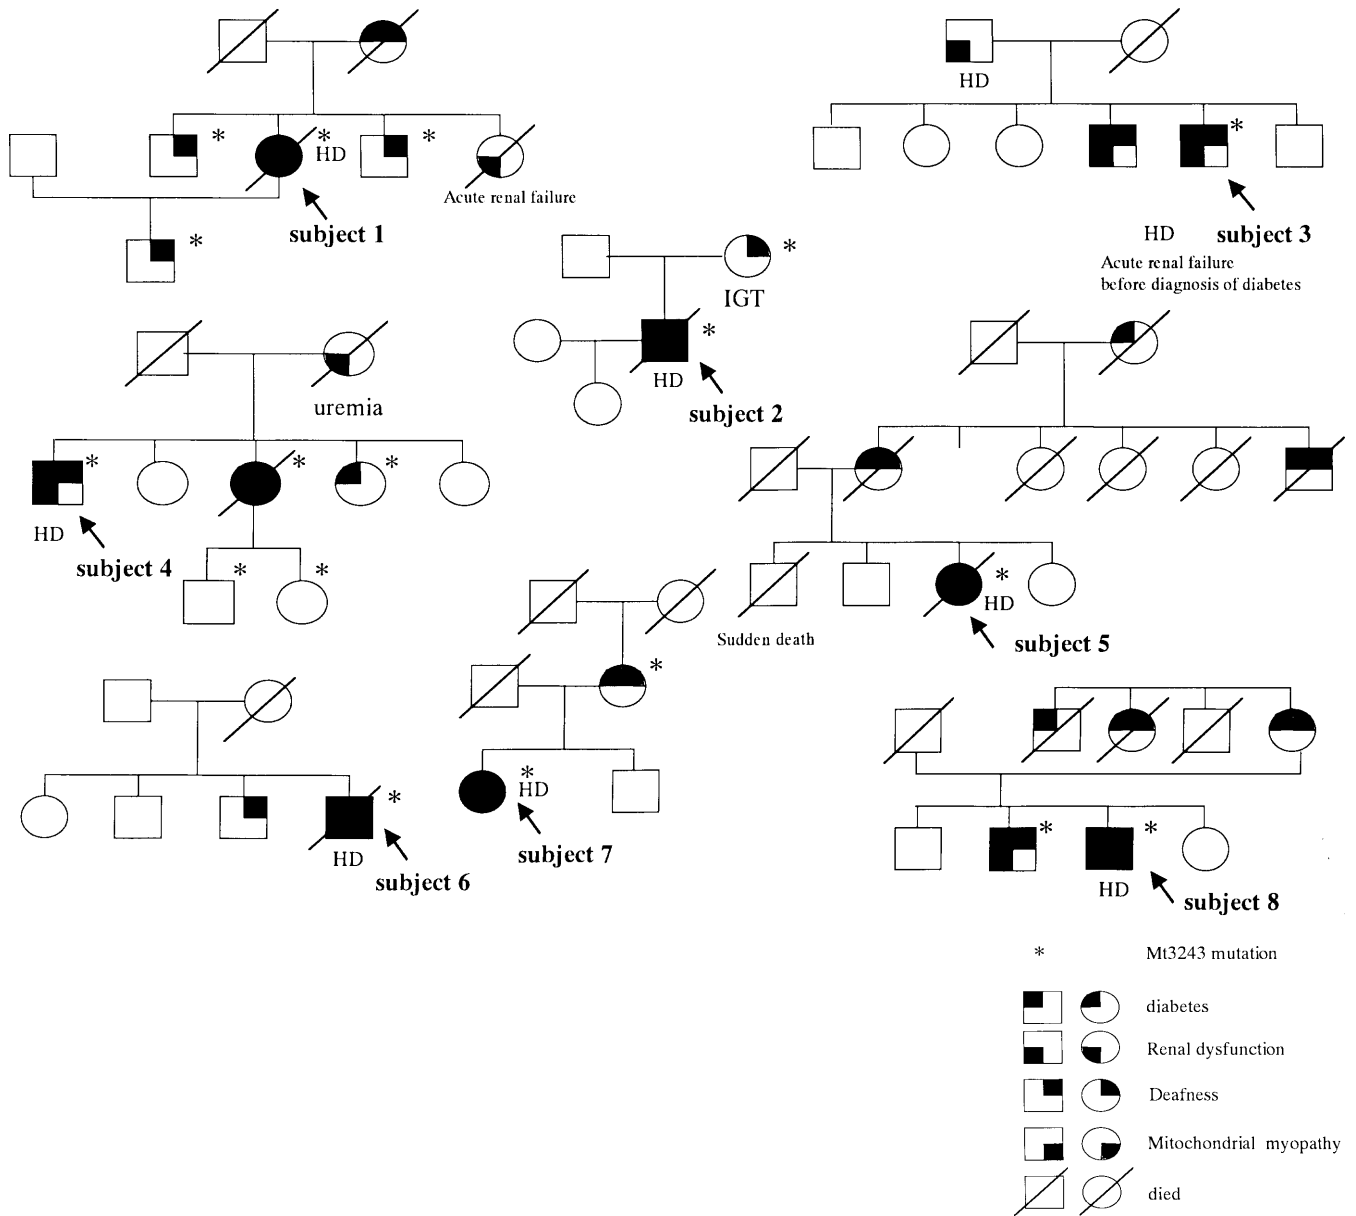 HD
*
*
HD
*
*
Acute renal failure
subject 1
*
HD
subject 3
Acute renal failure
before diagnosis of diabetes
*
IGT
*
HD
subject 2
uremia
*
*
*
HD
subject 4
*
*
*
HD
Sudden death
subject 5
*
*
HD
subject 7
*
HD
subject 6
*
*
HD
subject 8
* Mt3243 mutation
diabetes
Renal dysfunction
Deafness
Mitochondrial myopathy
died